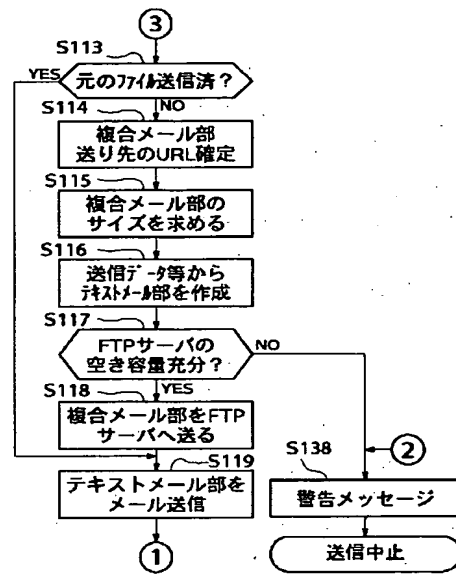 ③
S113
YES
元のファイル送信済?
S114
NO
複合メール部
送り先のURL確定
S115
複合メール部の
サイズを求める
S116
送信データ等から
テキストメール部を作成
S117
FTPサーバの
空き容量充分?
NO
S118
YES
複合メール部をFTP
サーバへ送る
S119
テキストメール部を
メール送信
①
②
S138
警告メッセージ
送信中止